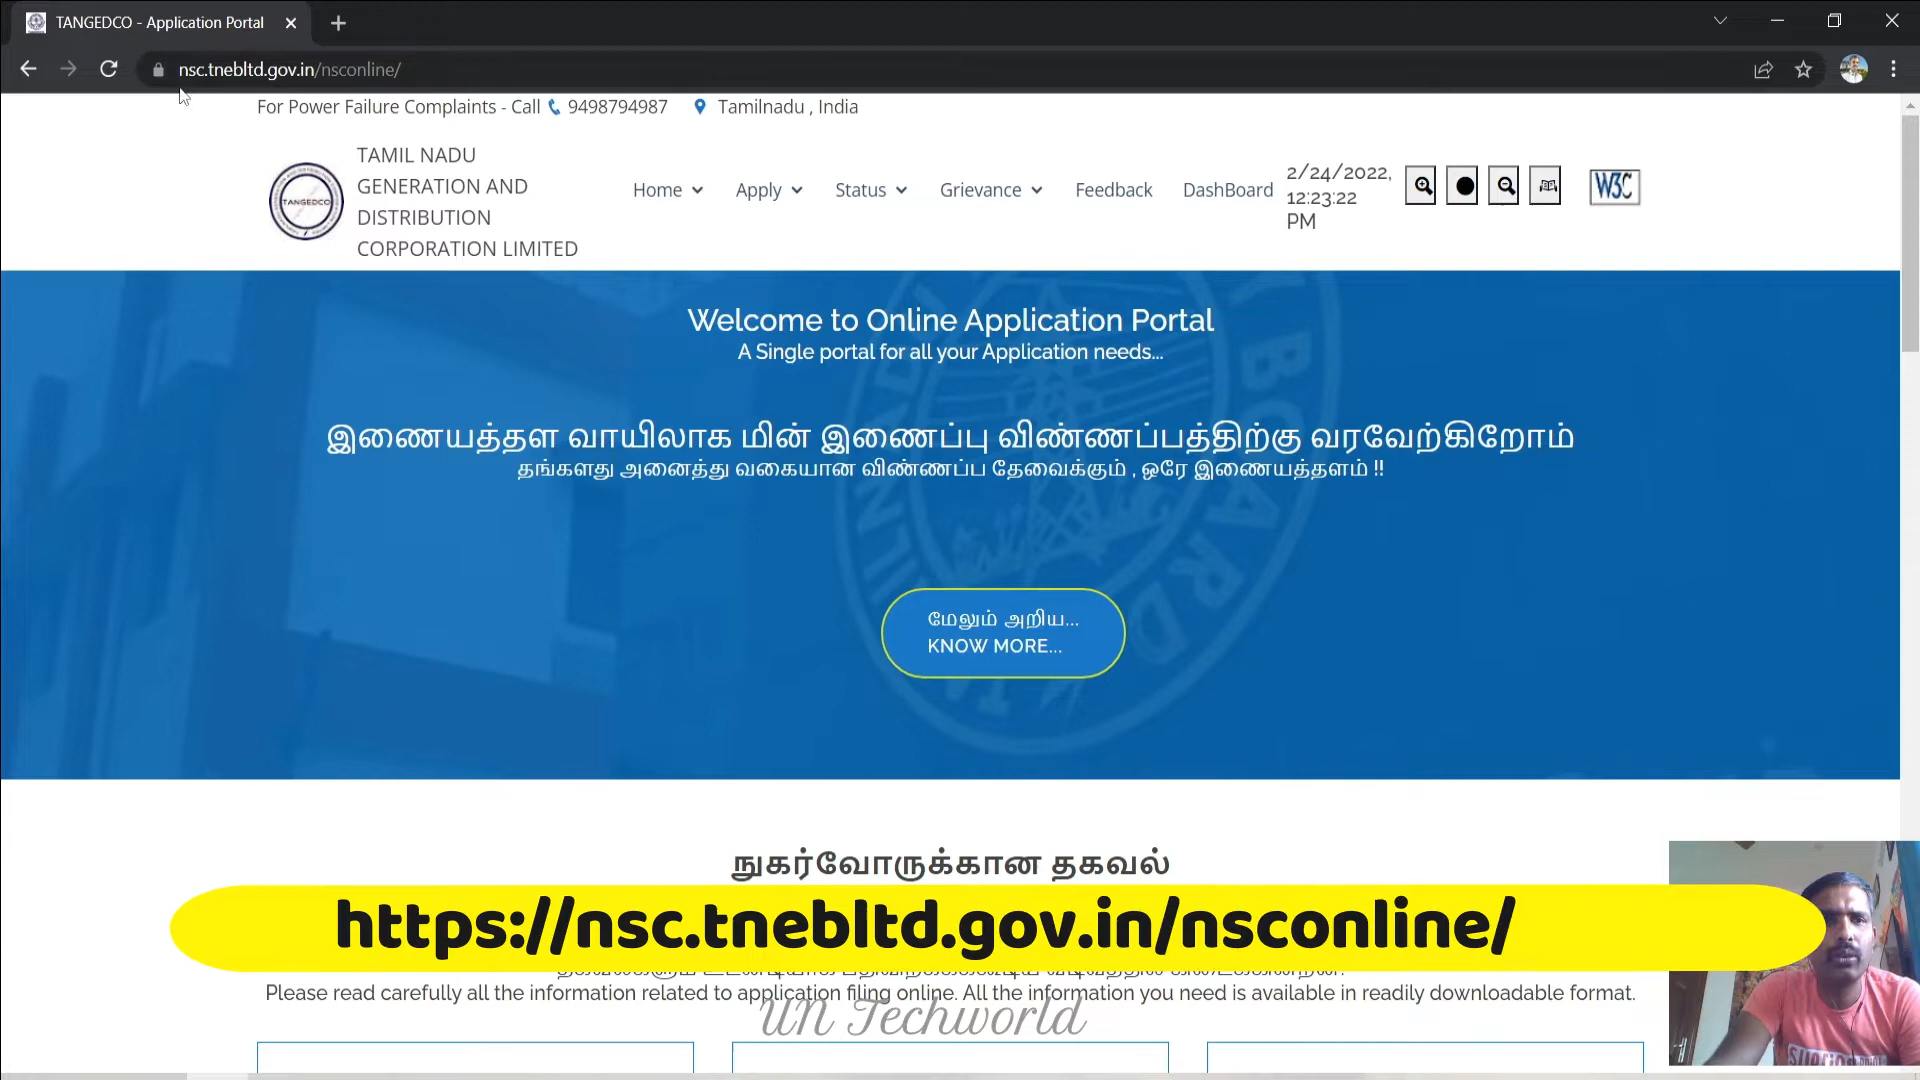 TANGEDCO - Application Portal
nsc.tnebltd.gov.in/nsconline/
For Power Failure Complaints - Call 9498794987 Tamilnadu , India
TAMIL NADU
GENERATION AND
DISTRIBUTION
CORPORATION LIMITED
TANGEDCO
Home Apply Status Grievance Feedback DashBoard
2/24/2022,
12:23:22
PM
W3C
Welcome to Online Application Portal
A Single portal for all your Application needs...
இணையத்தள வாயிலாக மின் இணைப்பு விண்ணப்பத்திற்கு வரவேற்கிறோம்
தங்களது அனைத்து வகையான விண்ணப்ப தேவைக்கும் , ஒரே இணையத்தளம் !!
மேலும் அறிய...
KNOW MORE...
நுகர்வோருக்கான தகவல்
https://nsc.tnebltd.gov.in/nsconline/
Please read carefully all the information related to application filing online. All the information you need is available in readily downloadable format.
UN Techworld